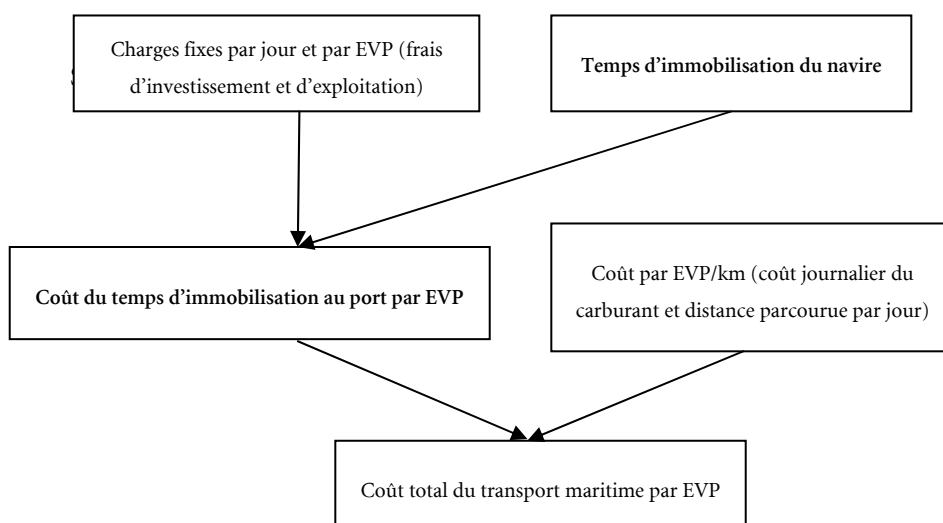 Charges fixes par jour et par EVP (frais
d’investissement et d’exploitation)
Temps d’immobilisation du navire
Coût du temps d’immobilisation au port par EVP
Coût par EVP/km (coût journalier du
carburant et distance parcourue par jour)
Coût total du transport maritime par EVP